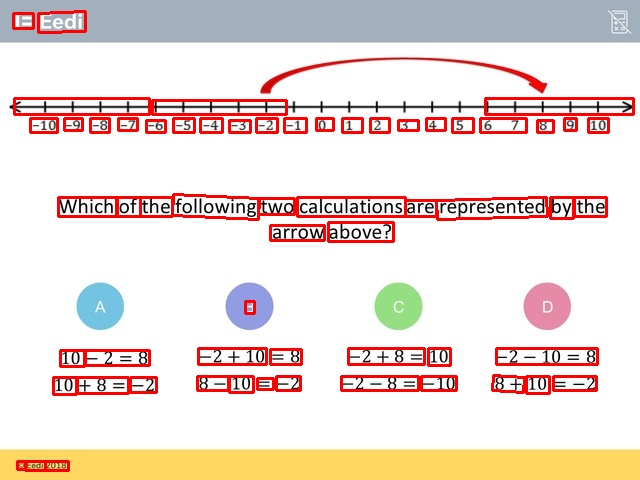 Eedi
-10 -9 -8 -7 -6 -5 -4 -3 -2 -1 0 1 2 3 4 5 6 7 8 9 10
Which of the following two calculations are represented by the
arrow above?
A B C D
10 − 2 = 8 −2 + 10 = 8 −2 + 8 = 10 −2 − 10 = 8
10 + 8 = −2 8 − 10 = −2 −2 − 8 = −10 8 + 10 = −2
© Eedi 2018